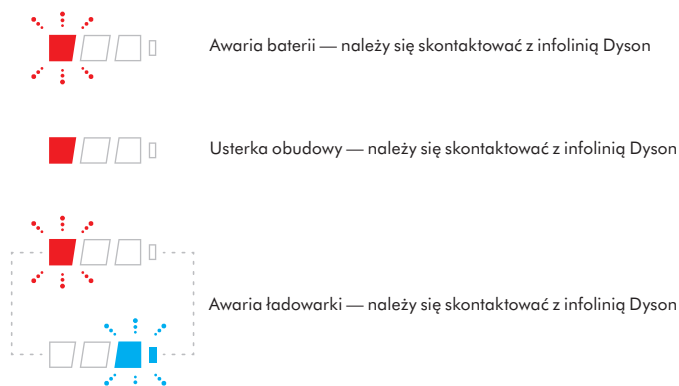 Awaria baterii — należy się skontaktować z infolinią Dyson
Usterka obudowy — należy się skontaktować z infolinią Dyson
Awaria ładowarki — należy się skontaktować z infolinią Dyson